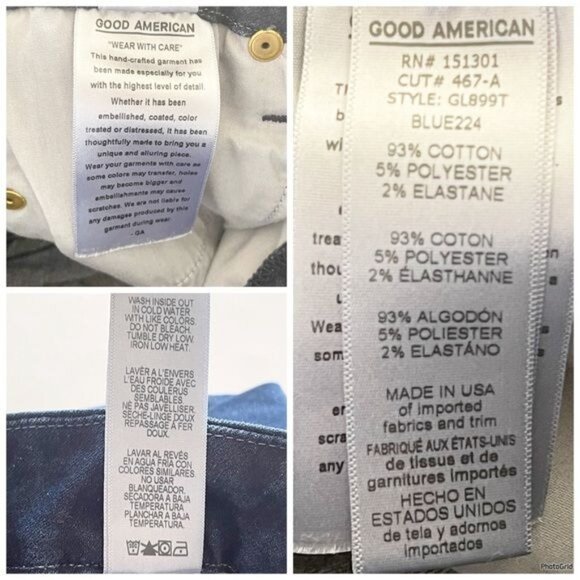 GOOD AMERICAN
"WEAR WITH CARE"
This hand-crafted garment has
been made especially for you
with the highest level of detail.
Whether it has been
embellished, coated, color
treated or distressed, it has been
thoughtfully made to bring you a
unique and alluring piece.
Wear your garments with care as
some colors may transfer, holes
may become bigger and
embellishments may cause
scratches. We are not liable for
any damages produced by this
garment during wear.
- GA
WASH INSIDE OUT
IN COLD WATER
WITH LIKE COLORS.
DO NOT BLEACH.
TUMBLE DRY LOW.
IRON LOW HEAT.
LAVÉR À L'ENVERS
L'EAU FROIDE AVEC
DES COULERUS
SEMBLABLES
NE PAS JAVELLISER.
SECHE-LINGE DOUX
REPASSAGE À FER
DOUX.
LAVAR AL REVÉS
EN AGUA FRÍA CON
COLORES SIMILARES.
NO USAR
BLANQUEADOR.
SECADORA A BAJA
TEMPERATURA
PLANCHAR A BAJA
TEMPERATURA.
GOOD AMERICAN
RN# 151301
CUT# 467-A
STYLE: GL899T
BLUE224
93% COTTON
5% POLYESTER
2% ELASTANE
93% COTON
5% POLYESTER
2% ÉLASTHANNE
93% ALGODÓN
5% POLIESTER
2% ELASTÁNO
MADE IN USA
of imported
fabrics and trim
FABRIQUÉ AUX ÉTATS-UNIS
de tissus et de
garnitures importés
HECHO EN
ESTADOS UNIDOS
de tela y adornos
importados
PhotoGrid